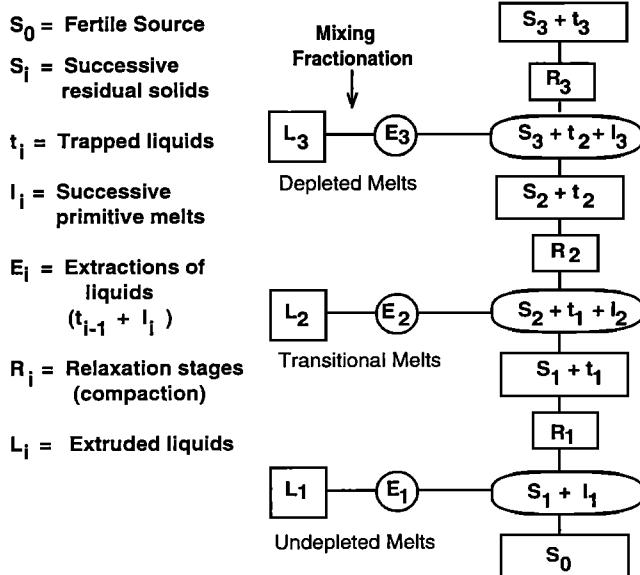 S₀ = Fertile Source
Sᵢ = Successive
residual solids
tᵢ = Trapped liquids
lᵢ = Successive
primitive melts
Eᵢ = Extractions of
liquids
(tᵢ₋₁ + lᵢ )
Rᵢ = Relaxation stages
(compaction)
Lᵢ = Extruded liquids
Mixing
Fractionation
S₃ + t₃
R₃
L₃
E₃
S₃ + t₂ + l₃
Depleted Melts
S₂ + t₂
R₂
L₂
E₂
S₂ + t₁ + l₂
Transitional Melts
S₁ + t₁
R₁
L₁
E₁
S₁ + l₁
Undepleted Melts
S₀